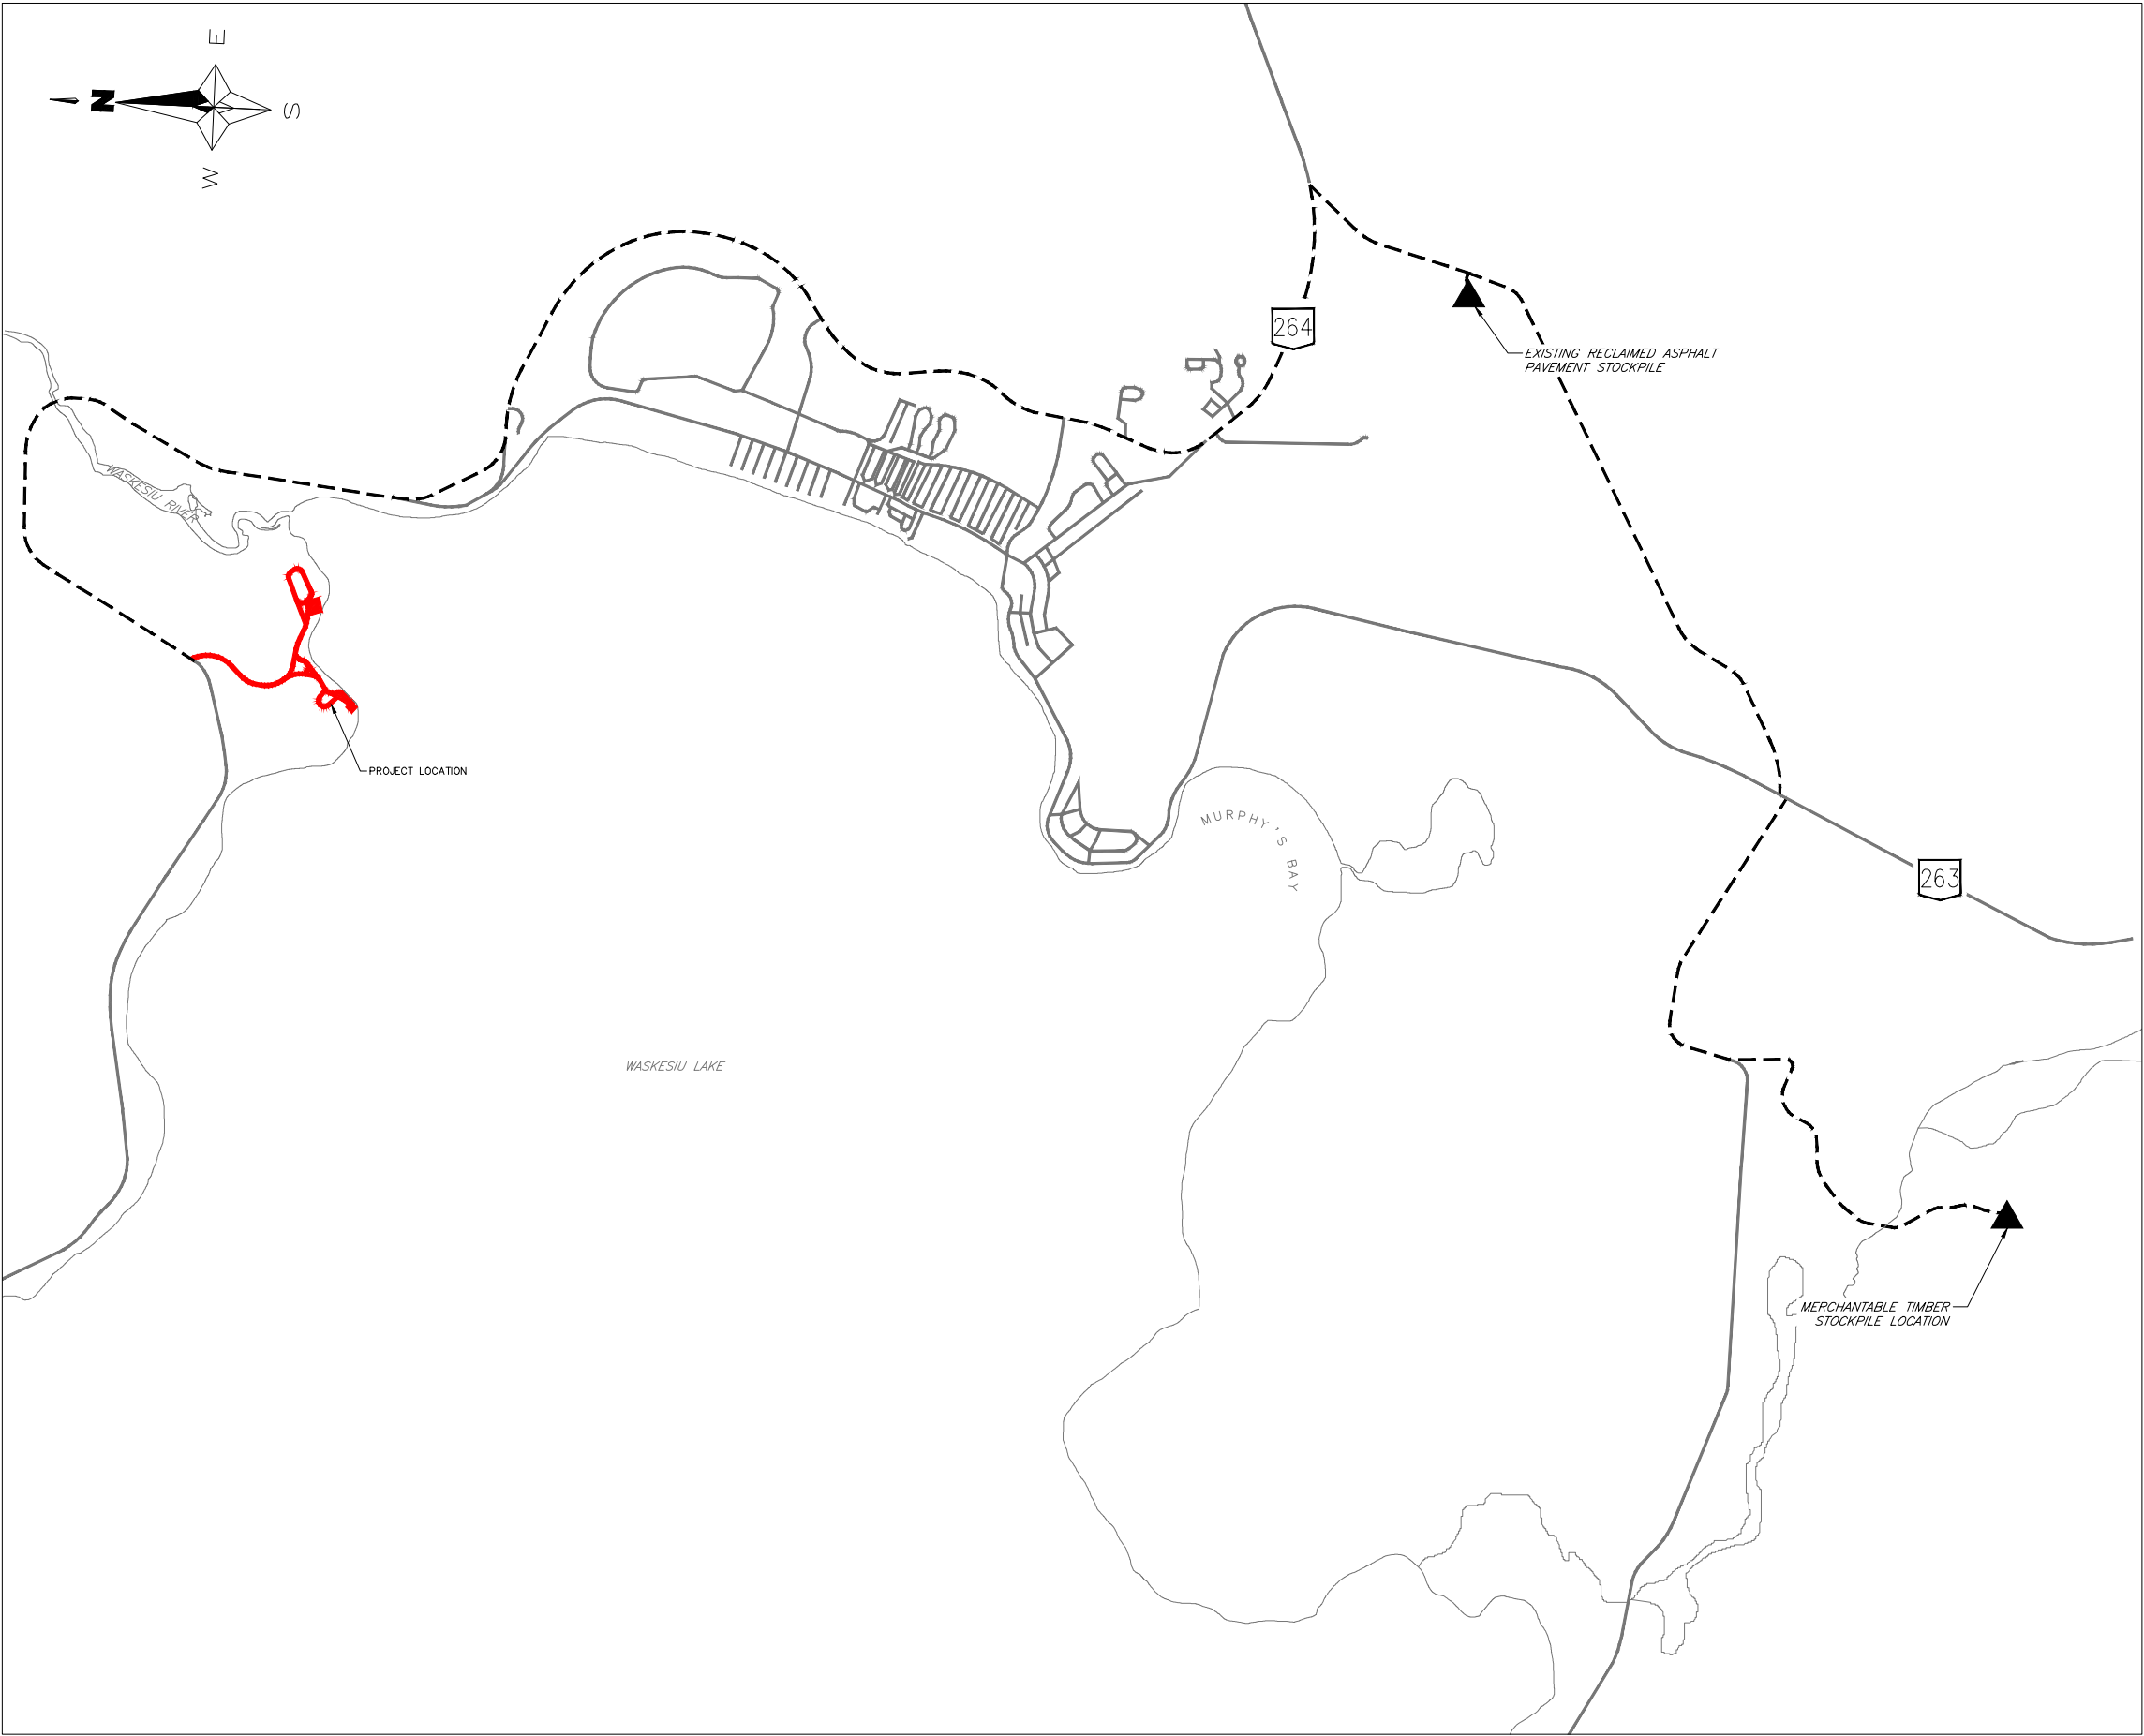 E
N
S
W
264
EXISTING RECLAIMED ASPHALT
PAVEMENT STOCKPILE
WASKESIU RIVER
PROJECT LOCATION
MURPHY'S BAY
263
WASKESIU LAKE
MERCHANTABLE TIMBER
STOCKPILE LOCATION